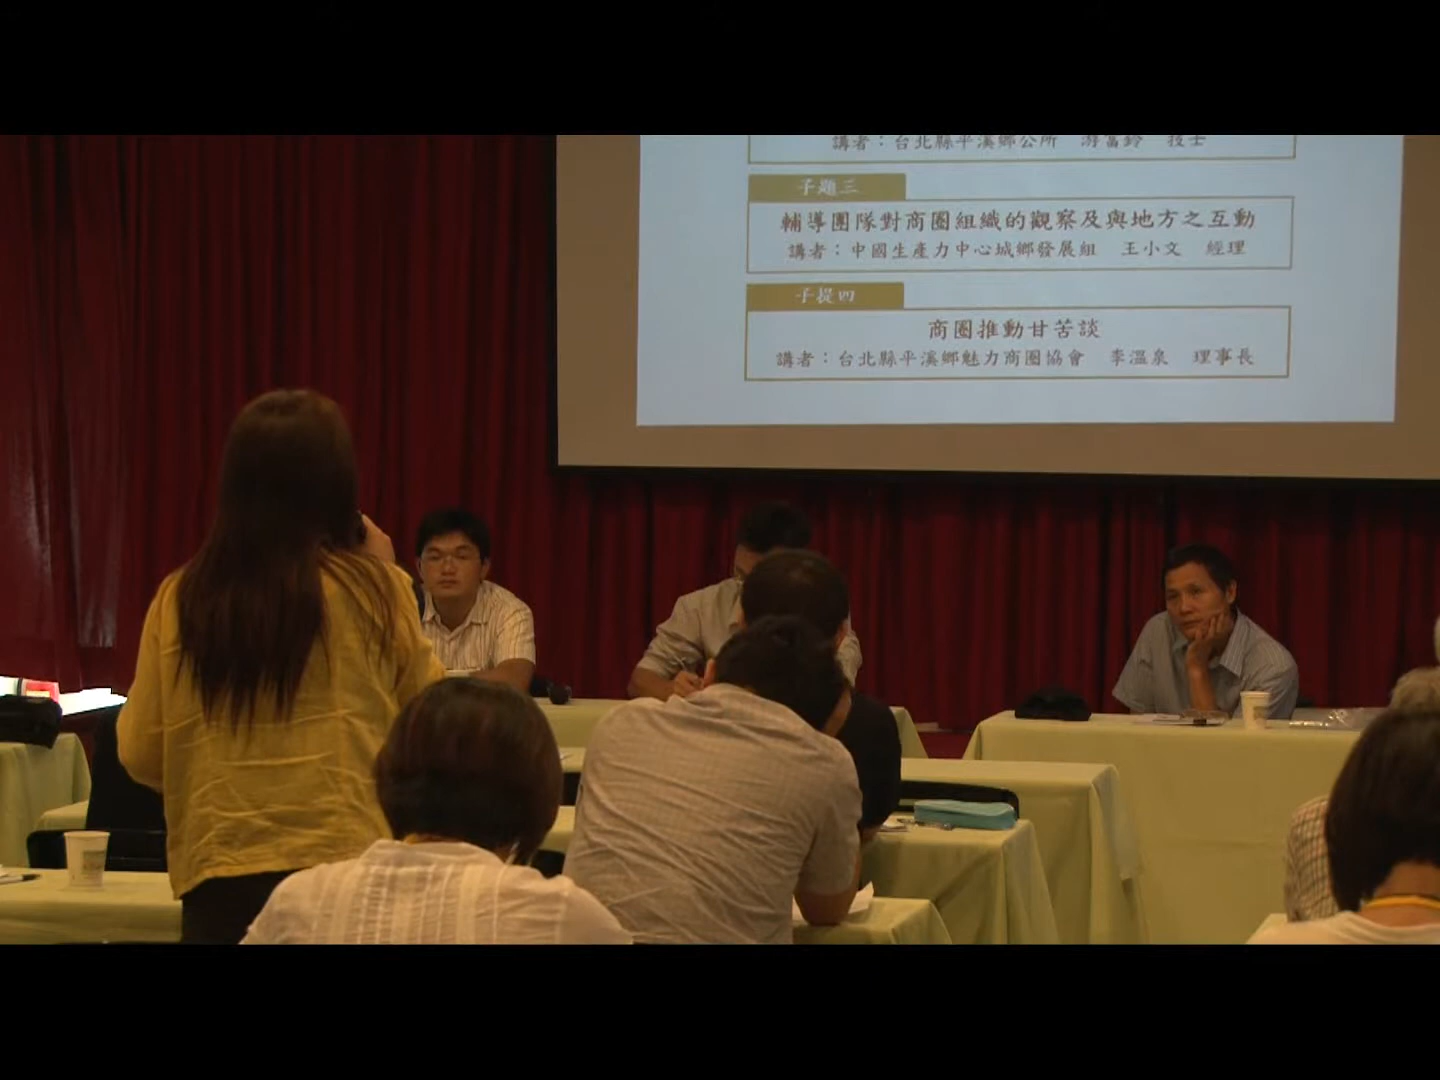 講者：台北縣平溪鄉公所 游富鈴 技士
子題三
輔導團隊對商圈組織的觀察及與地方之互動
講者：中國生產力中心城鄉發展組 王小文 經理
子提四
商圈推動甘苦談
講者：台北縣平溪鄉魅力商圈協會 李溫泉 理事長